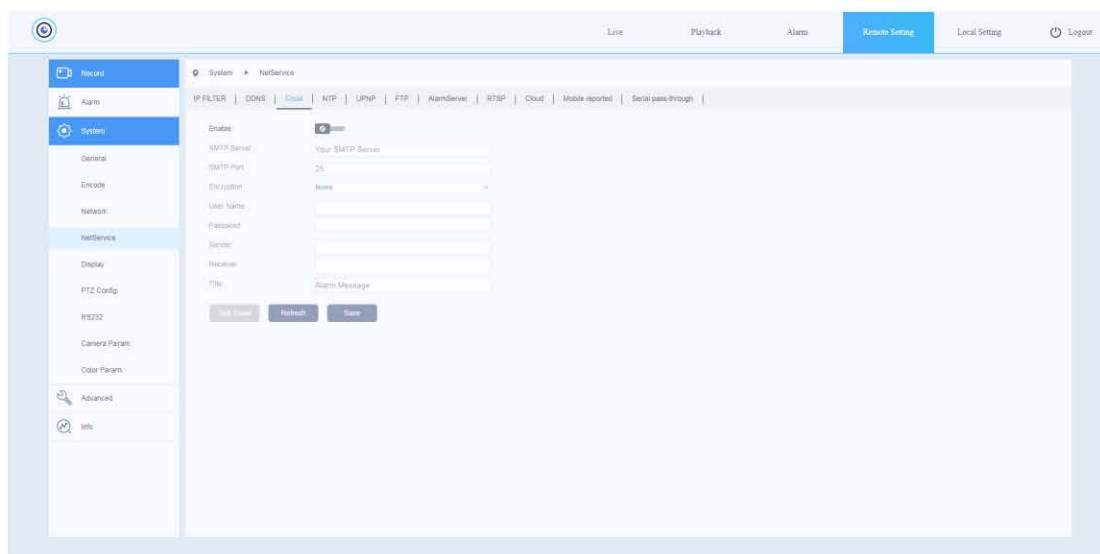 Live Playback Alarm Remote Setting Local Setting Logout
Record
Alarm
System
General
Encode
Network
NetService
Display
PTZ Config
RS232
Camera Param
Color Param
Advanced
Info
System NetService
IP FILTER | DDNS | Email | NTP | UPNP | FTP | AlarmServer | RTSP | Cloud | Mobile reported | Serial pass-through |
Enable
SMTP Server Your SMTP Server
SMTP Port 25
Encryption None
User Name
Password
Sender
Receiver
Title Alarm Message
Test Email Refresh Save